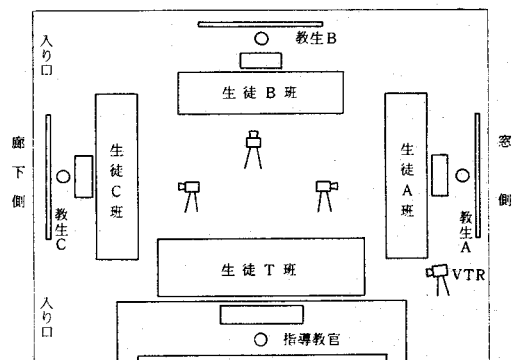 入り口
教生B
生徒B班
廊下側
教生C
生徒C班
生徒A班
教生A
窓側
生徒T班
VTR
入り口
指導教官